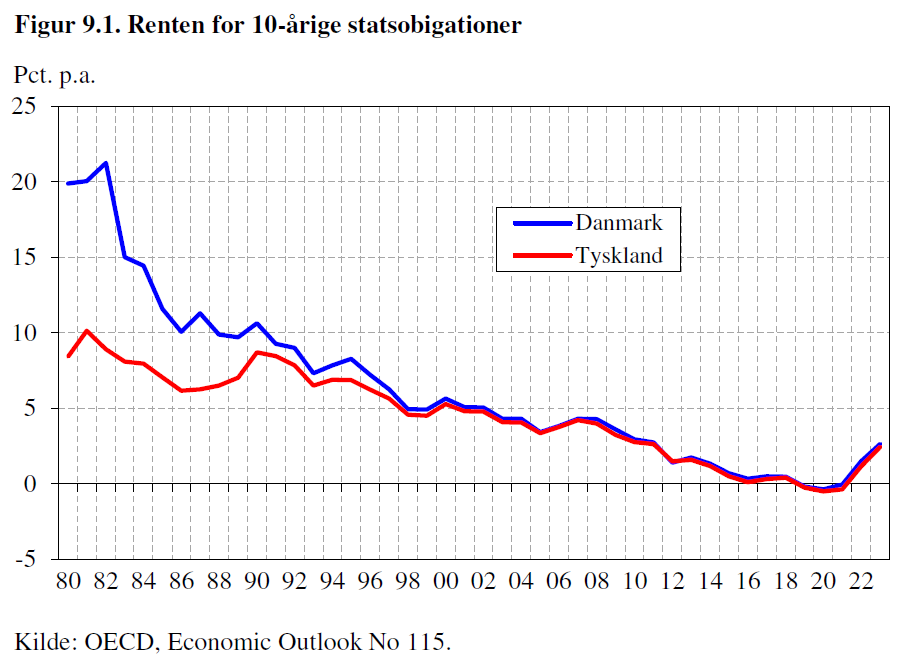 Figur 9.1. Renten for 10-årige statsobigationer
Pct. p.a.
25
20
15
10
5
0
-5
Danmark
Tyskland
80 82 84 86 88 90 92 94 96 98 00 02 04 06 08 10 12 14 16 18 20 22
Kilde: OECD, Economic Outlook No 115.